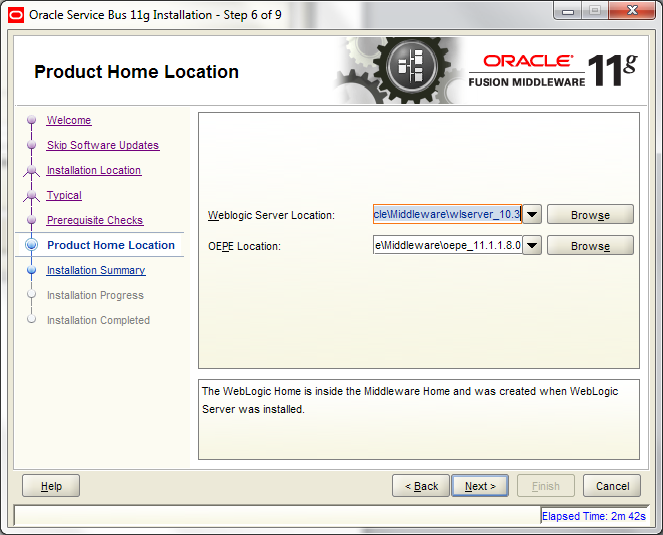 Oracle Service Bus 11g Installation - Step 6 of 9
Product Home Location
ORACLE
FUSION MIDDLEWARE 11g
Welcome
Skip Software Updates
Installation Location
Typical
Prerequisite Checks
Product Home Location
Installation Summary
Installation Progress
Installation Completed
Weblogic Server Location: cle\Middleware\wlserver_10.3 Browse
OEPE Location: e\Middleware\oepe_11.1.1.8.0 Browse
The WebLogic Home is inside the Middleware Home and was created when WebLogic
Server was installed.
Help < Back Next > Finish Cancel
Elapsed Time: 2m 42s